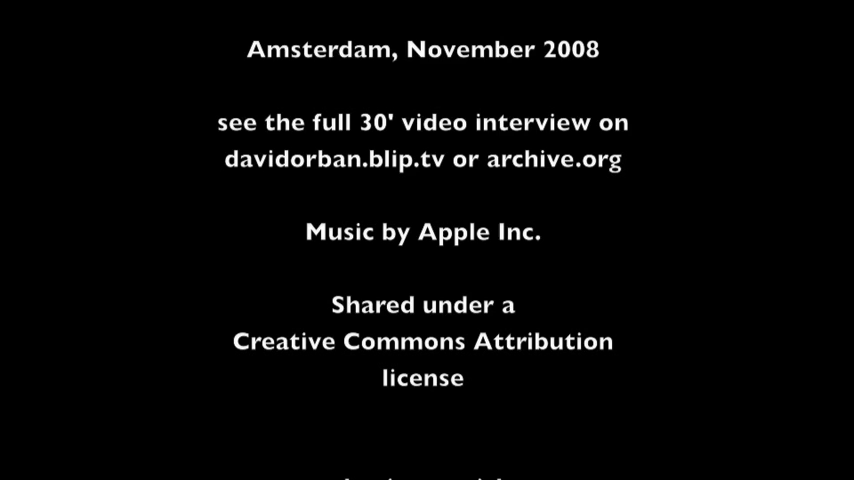 Amsterdam, November 2008
see the full 30' video interview on
davidorban.blip.tv or archive.org
Music by Apple Inc.
Shared under a
Creative Commons Attribution
license